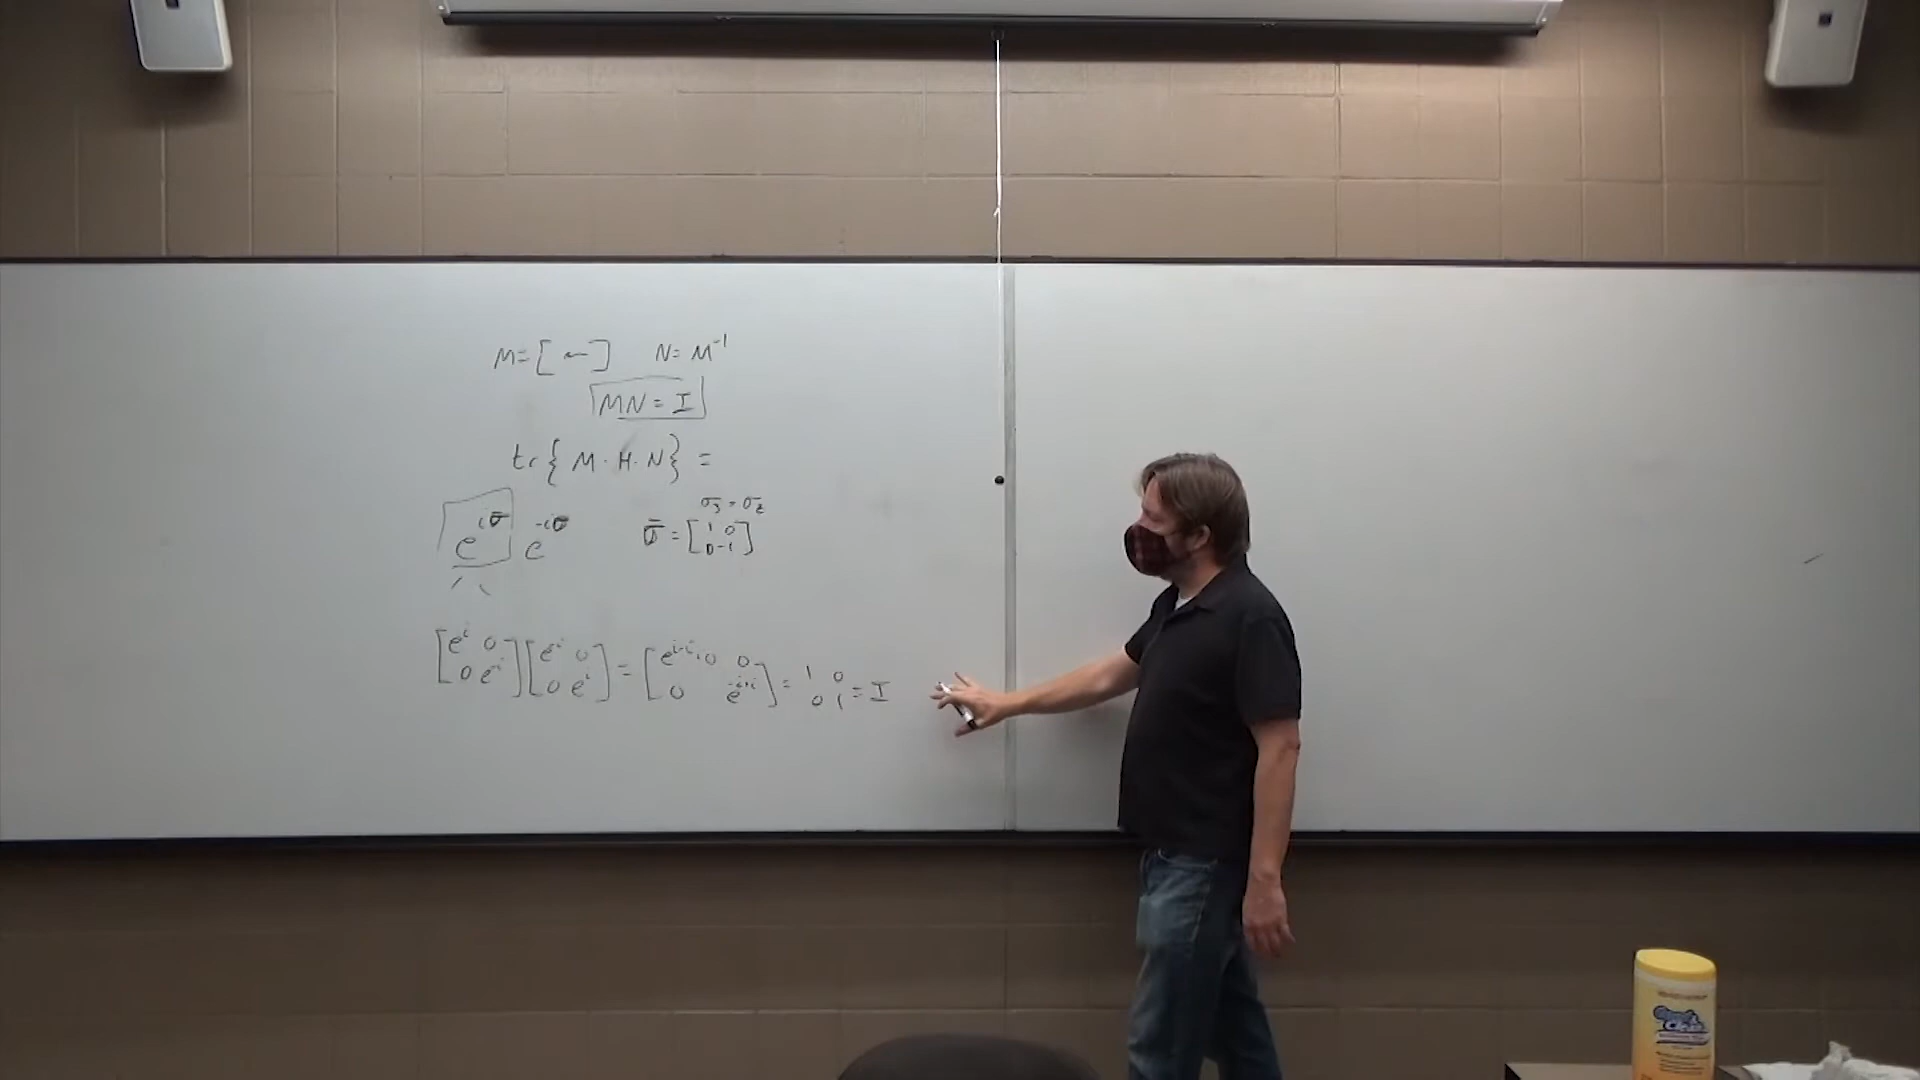 M = [ ~ ] N = M⁻¹
MN = I
tr{ M · H · N } =
σ₃ = σ_z
e^{iσ̄} e^{-iσ̄} σ̄ = [1 0; 0 -1]
[e^{i} 0; 0 e^{-i}] [e^{-i} 0; 0 e^{i}] = [e^{i-i}+0 0; 0 e^{-i+i}] = 1 0; 0 1 = I